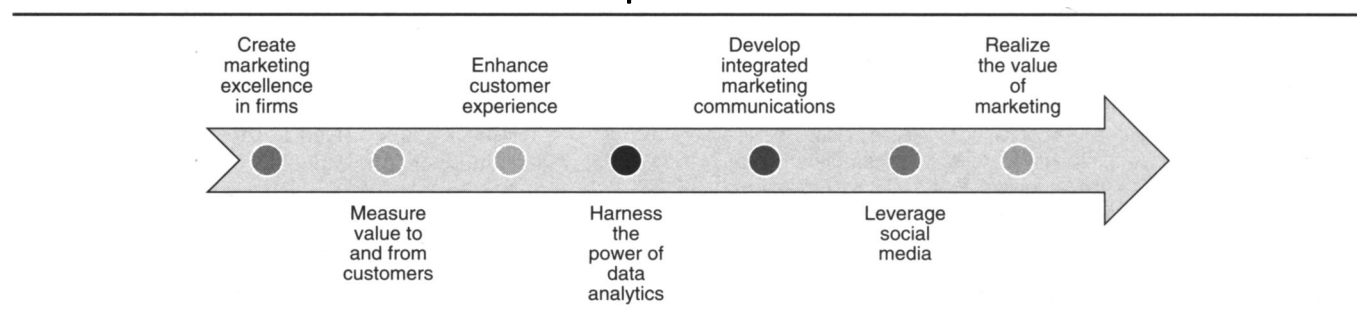 Create
marketing
excellence
in firms
Measure
value to
and from
customers
Enhance
customer
experience
Harness
the
power of
data
analytics
Develop
integrated
marketing
communications
Leverage
social
media
Realize
the value
of
marketing